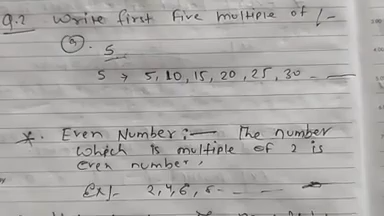 Q.2 Write first five multiple of :-
(a). 5
5 → 5, 10, 15, 20, 25, 30 - - -
*. Even Number :— The number
which is multiple of 2 is
even number.
Ex:- 2, 4, 6, 8 - - -